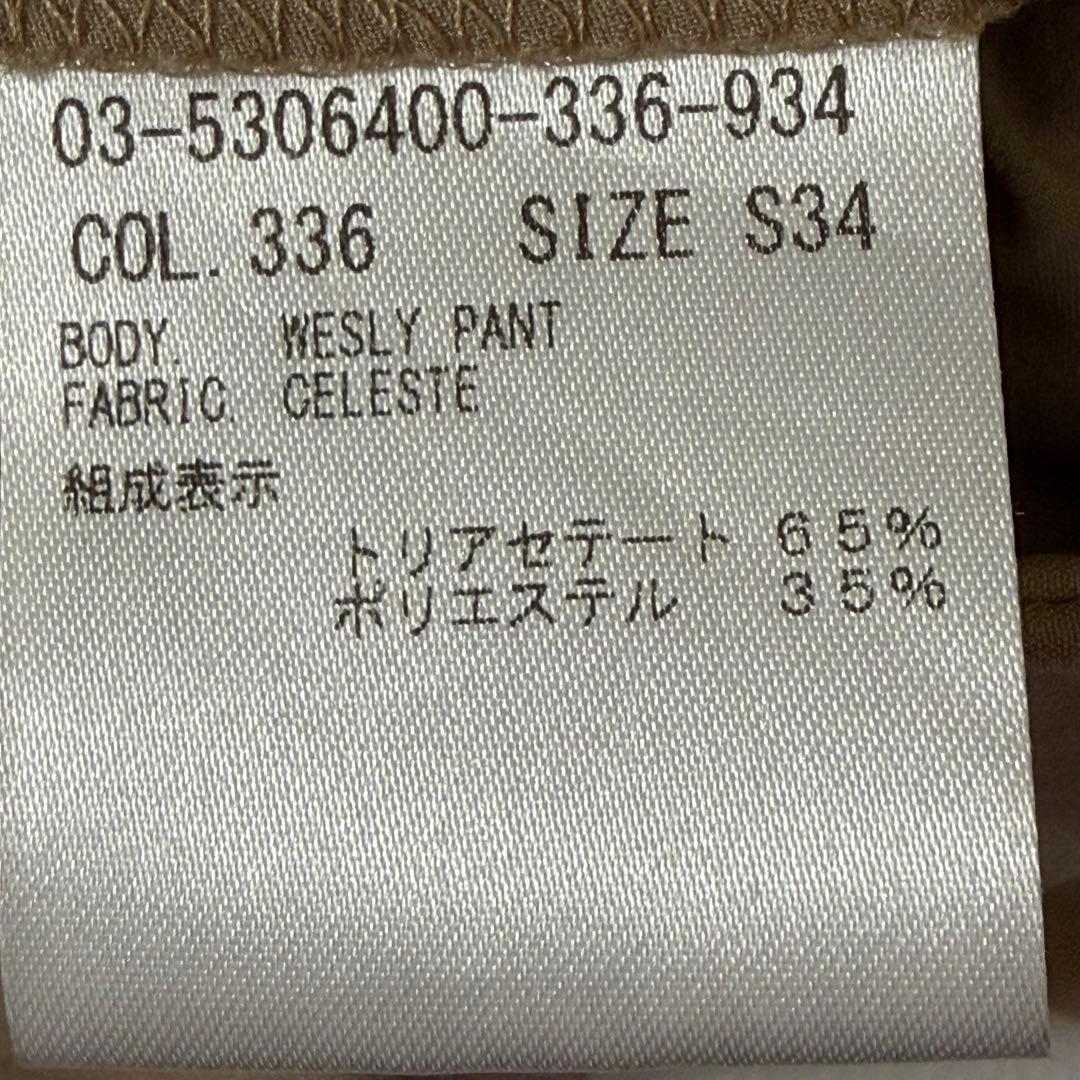 03-5306400-336-934
COL. 336 SIZE S34
BODY. WESLY PANT
FABRIC. CELESTE
組成表示
トリアセテート 65%
ポリエステル 35%